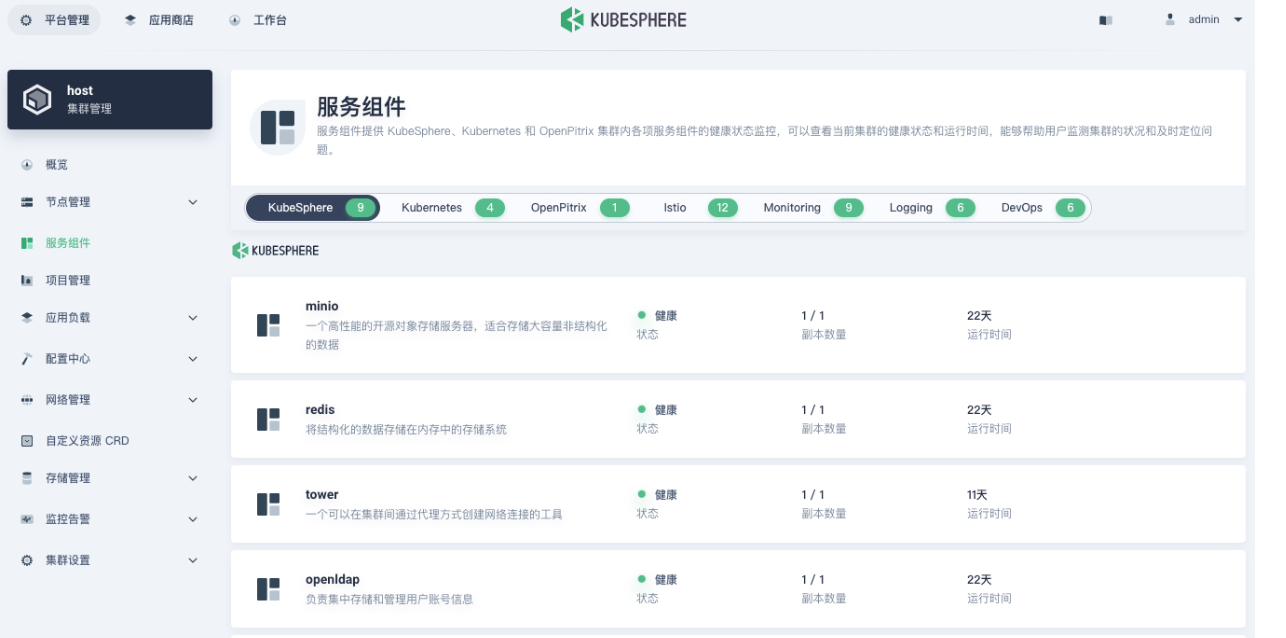 平台管理 应用商店 工作台 KUBESPHERE admin
host
集群管理
概览
节点管理
服务组件
项目管理
应用负载
配置中心
网络管理
自定义资源 CRD
存储管理
监控告警
集群设置
服务组件
服务组件提供 KubeSphere、Kubernetes 和 OpenPitrix 集群内各项服务组件的健康状态监控，可以查看当前集群的健康状态和运行时间，能够帮助用户监测集群的状况和及时定位问
题。
KubeSphere 9 Kubernetes 4 OpenPitrix 1 Istio 12 Monitoring 9 Logging 6 DevOps 6
KUBESPHERE
minio
一个高性能的开源对象存储服务器，适合存储大容量非结构化
的数据
健康 1 / 1 22天
状态 副本数量 运行时间
redis
将结构化的数据存储在内存中的存储系统
健康 1 / 1 22天
状态 副本数量 运行时间
tower
一个可以在集群间通过代理方式创建网络连接的工具
健康 1 / 1 11天
状态 副本数量 运行时间
openldap
负责集中存储和管理用户账号信息
健康 1 / 1 22天
状态 副本数量 运行时间